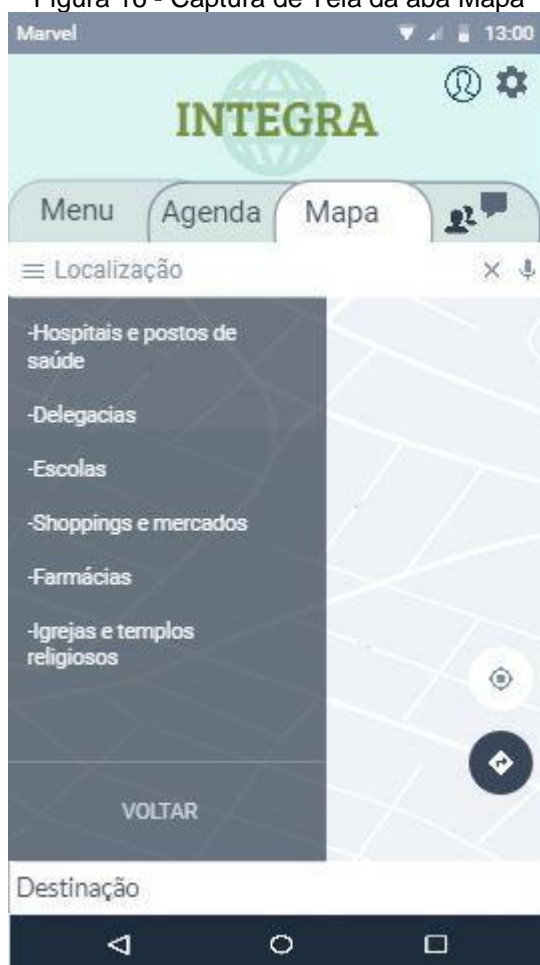 Figura 16 - Captura de Tela da aba Mapa
Marvel 13:00
INTEGRA
Menu Agenda Mapa
Localização
-Hospitais e postos de
saúde
-Delegacias
-Escolas
-Shoppings e mercados
-Farmácias
-Igrejas e templos
religiosos
VOLTAR
Destinação